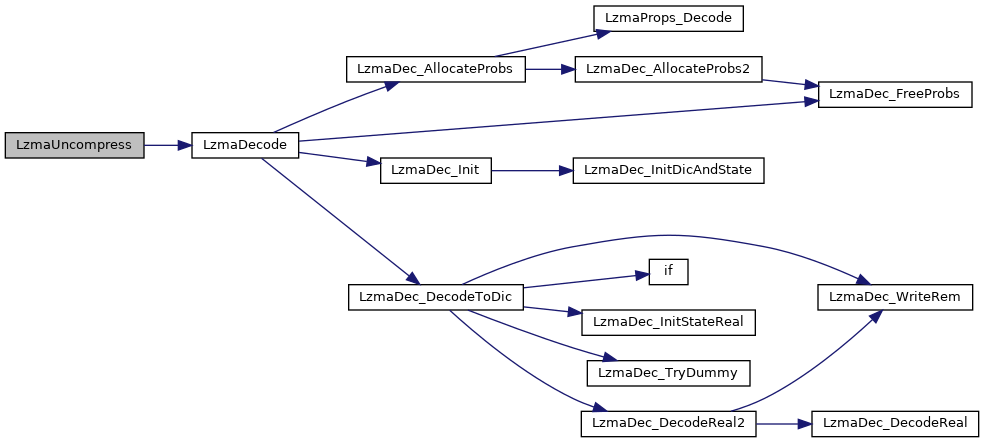 LzmaProps_Decode
LzmaDec_AllocateProbs
LzmaDec_AllocateProbs2
LzmaDec_FreeProbs
LzmaUncompress
LzmaDecode
LzmaDec_Init
LzmaDec_InitDicAndState
if
LzmaDec_DecodeToDic
LzmaDec_WriteRem
LzmaDec_InitStateReal
LzmaDec_TryDummy
LzmaDec_DecodeReal2
LzmaDec_DecodeReal